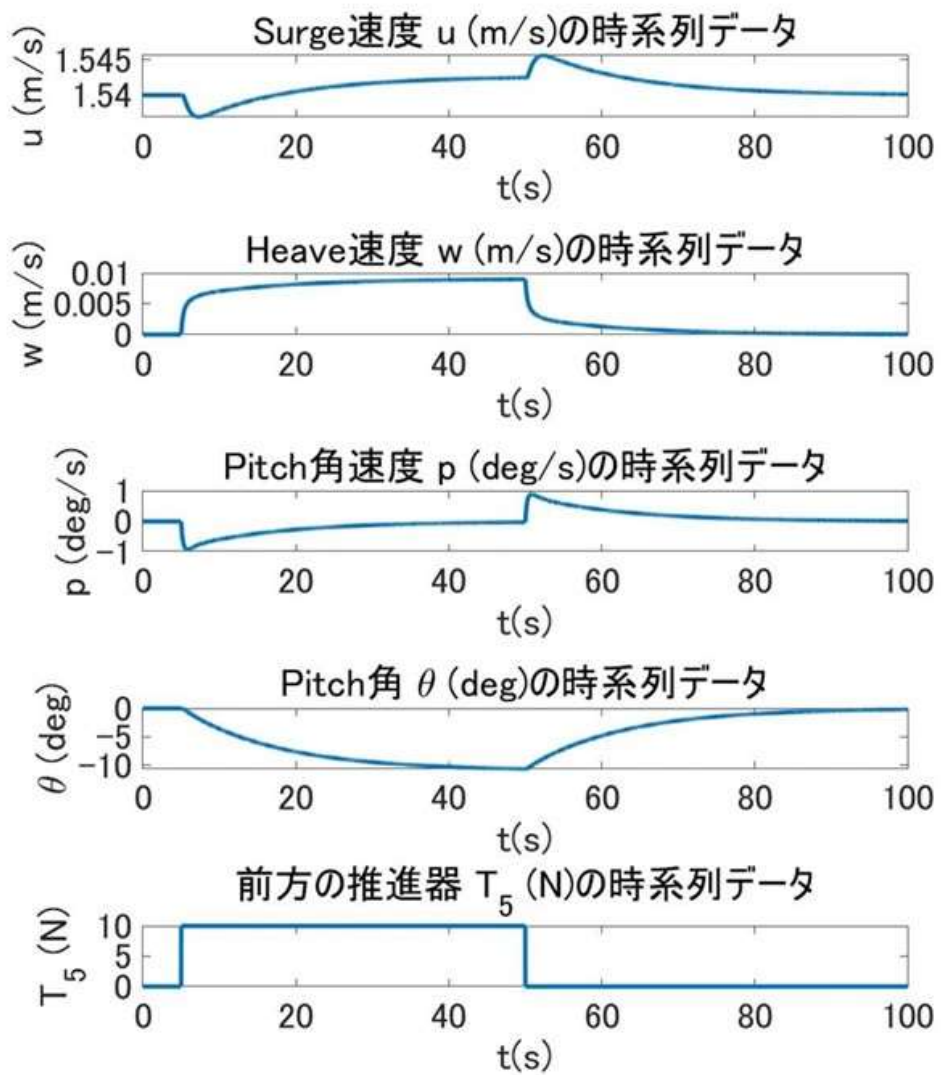 Surge速度 u (m/s)の時系列データ
u (m/s)
1.545
1.54
0 20 40 60 80 100
t(s)
Heave速度 w (m/s)の時系列データ
w (m/s)
0.01
0.005
0
0 20 40 60 80 100
t(s)
Pitch角速度 p (deg/s)の時系列データ
p (deg/s)
1
0
-1
0 20 40 60 80 100
t(s)
Pitch角 θ (deg)の時系列データ
θ (deg)
0
-5
-10
0 20 40 60 80 100
t(s)
前方の推進器 T₅ (N)の時系列データ
T₅ (N)
10
5
0
0 20 40 60 80 100
t(s)